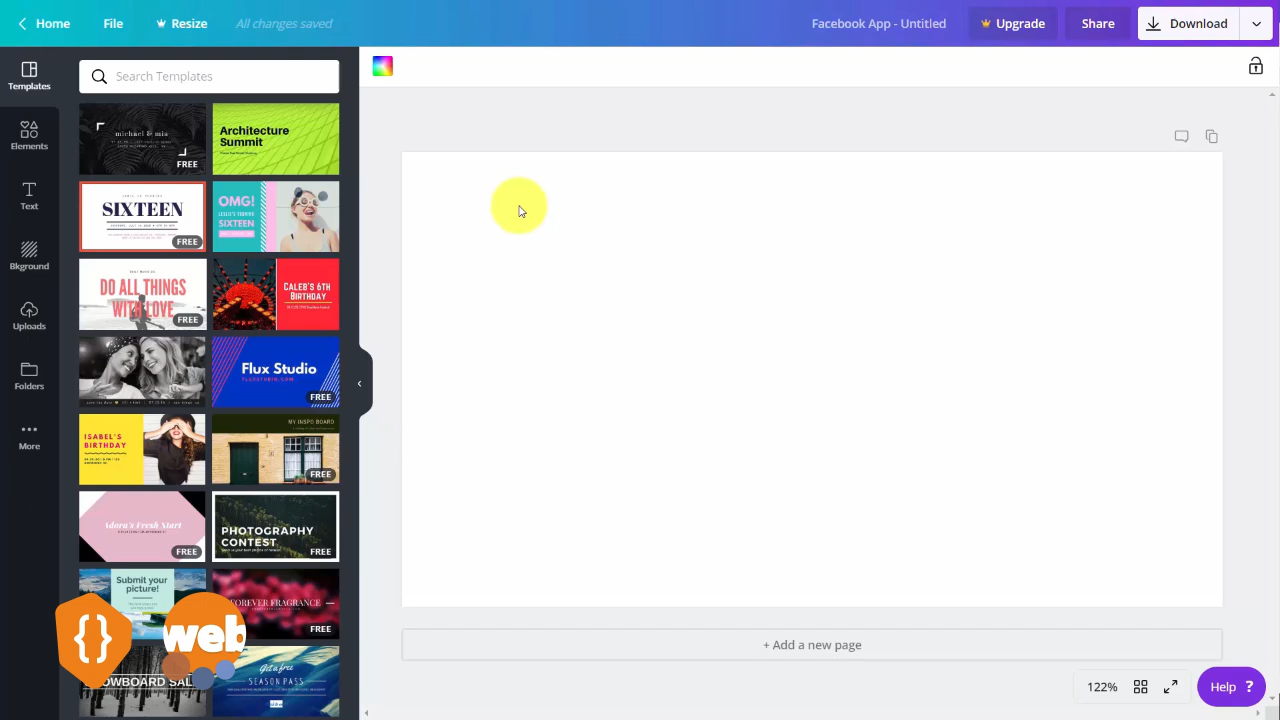 Home
File
Resize
All changes saved
Facebook App - Untitled
Upgrade
Share
Download
Templates
Elements
Text
Bkground
Uploads
Folders
More
Search Templates
michael & mia
FREE
Architecture
Summit
SIXTEEN
FREE
OMG!
LESLIE'S TURNING
SIXTEEN
DO ALL THINGS
WITH LOVE
FREE
CALEB'S 6TH
BIRTHDAY
Flux Studio
FREE
ISABEL'S
BIRTHDAY
MY INSPO BOARD
FREE
Adora's Fresh Start
FREE
PHOTOGRAPHY
CONTEST
FREE
Submit your
picture!
FOREVER FRAGRANCE
FREE
{}
web
OWBOARD SAL
Get a free
SEASON PASS
+ Add a new page
Help ?